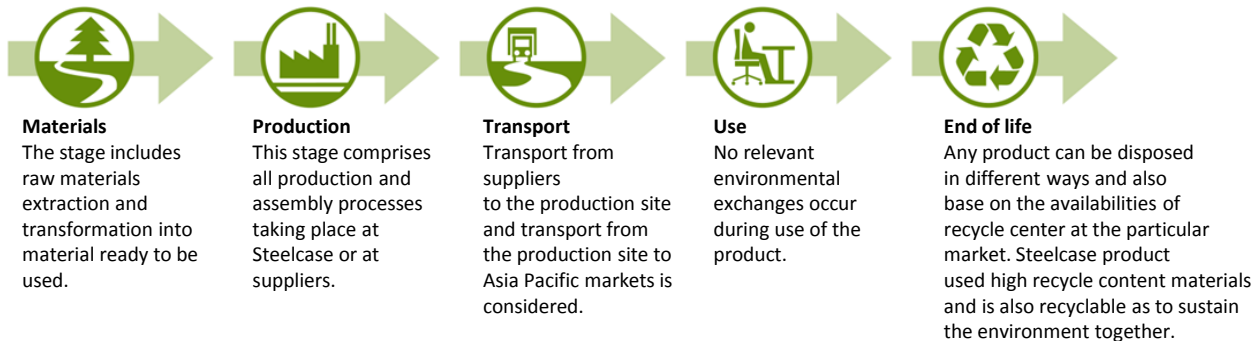 Materials
The stage includes
raw materials
extraction and
transformation into
material ready to be
used.
Production
This stage comprises
all production and
assembly processes
taking place at
Steelcase or at
suppliers.
Transport
Transport from
suppliers
to the production site
and transport from
the production site to
Asia Pacific markets is
considered.
Use
No relevant
environmental
exchanges occur
during use of the
product.
End of life
Any product can be disposed
in different ways and also
base on the availabilities of
recycle center at the particular
market. Steelcase product
used high recycle content materials
and is also recyclable as to sustain
the environment together.